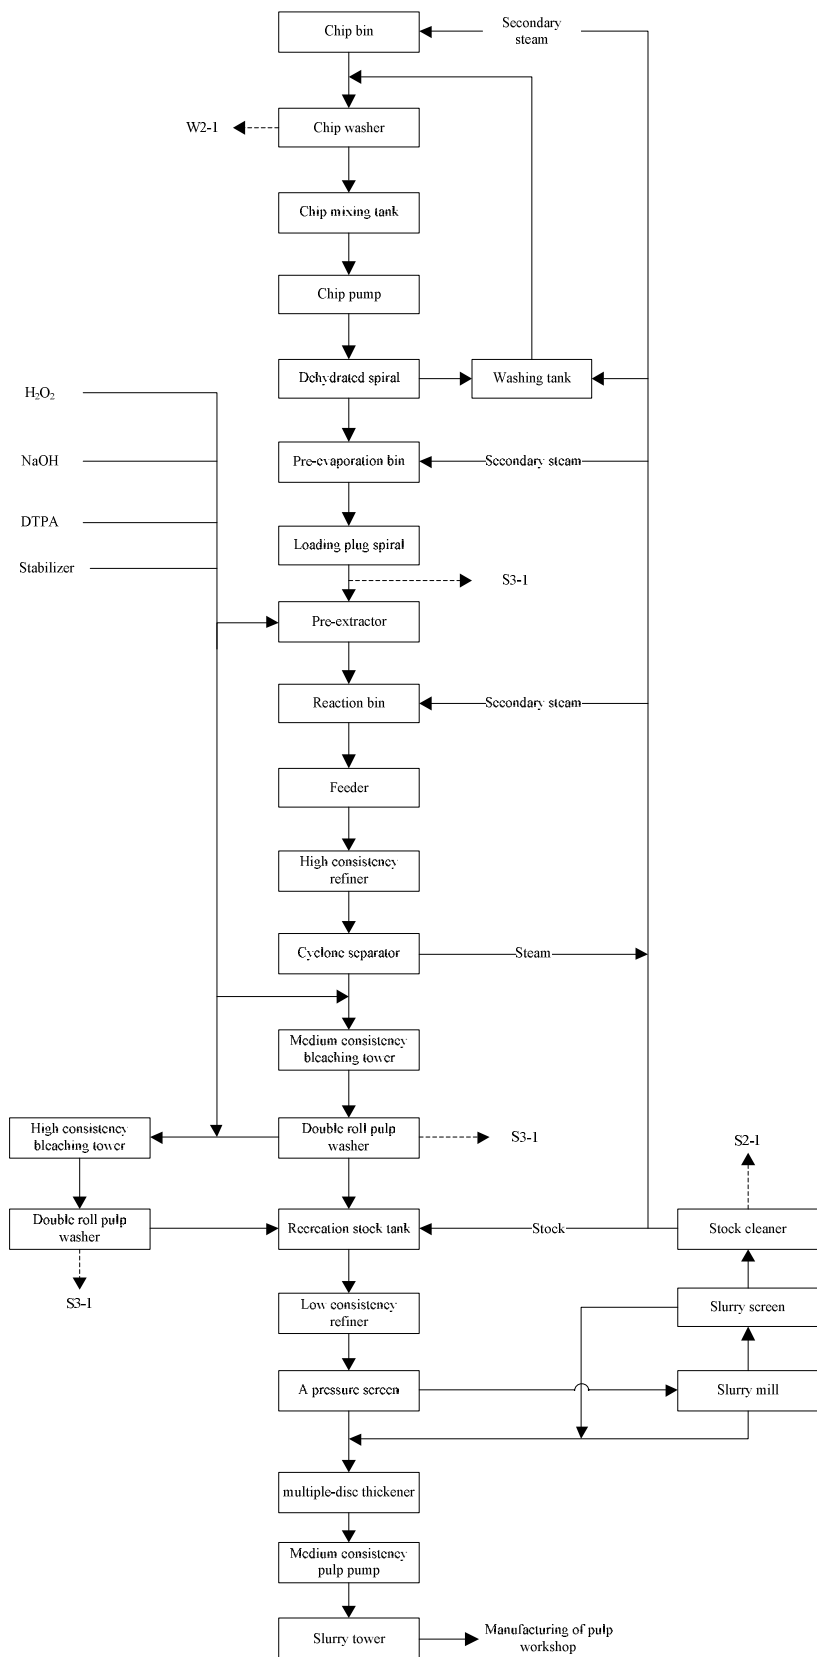 Chip bin
Secondary
steam
W2-1
Chip washer
Chip mixing tank
Chip pump
Dehydrated spiral
Washing tank
H₂O₂
NaOH
Pre-evaporation bin
Secondary steam
DTPA
Loading plug spiral
Stabilizer
S3-1
Pre-extractor
Reaction bin
Secondary steam
Feeder
High consistency
refiner
Cyclone separator
Steam
Medium consistency
bleaching tower
High consistency
bleaching tower
Double roll pulp
washer
S3-1
S2-1
Double roll pulp
washer
Recreation stock tank
Stock
Stock cleaner
S3-1
Low consistency
refiner
Slurry screen
A pressure screen
Slurry mill
multiple-disc thickener
Medium consistency
pulp pump
Slurry tower
Manufacturing of pulp
workshop